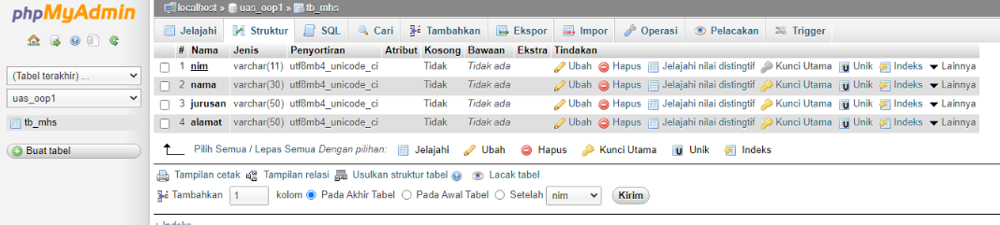 phpMyAdmin
localhost » uas_oop1 » tb_mhs
Jelajahi Struktur SQL Cari Tambahkan Ekspor Impor Operasi Pelacakan Trigger
(Tabel terakhir) ...
uas_oop1
tb_mhs
Buat tabel
# Nama Jenis Penyortiran Atribut Kosong Bawaan Ekstra Tindakan
1 nim varchar(11) utf8mb4_unicode_ci Tidak Tidak ada Ubah Hapus Jelajahi nilai distingtif Kunci Utama Unik Indeks Lainnya
2 nama varchar(30) utf8mb4_unicode_ci Tidak Tidak ada Ubah Hapus Jelajahi nilai distingtif Kunci Utama Unik Indeks Lainnya
3 jurusan varchar(50) utf8mb4_unicode_ci Tidak Tidak ada Ubah Hapus Jelajahi nilai distingtif Kunci Utama Unik Indeks Lainnya
4 alamat varchar(50) utf8mb4_unicode_ci Tidak Tidak ada Ubah Hapus Jelajahi nilai distingtif Kunci Utama Unik Indeks Lainnya
Pilih Semua / Lepas Semua Dengan pilihan: Jelajahi Ubah Hapus Kunci Utama Unik Indeks
Tampilan cetak Tampilan relasi Usulkan struktur tabel Lacak tabel
Tambahkan 1 kolom Pada Akhir Tabel Pada Awal Tabel Setelah nim Kirim
+ Indeks